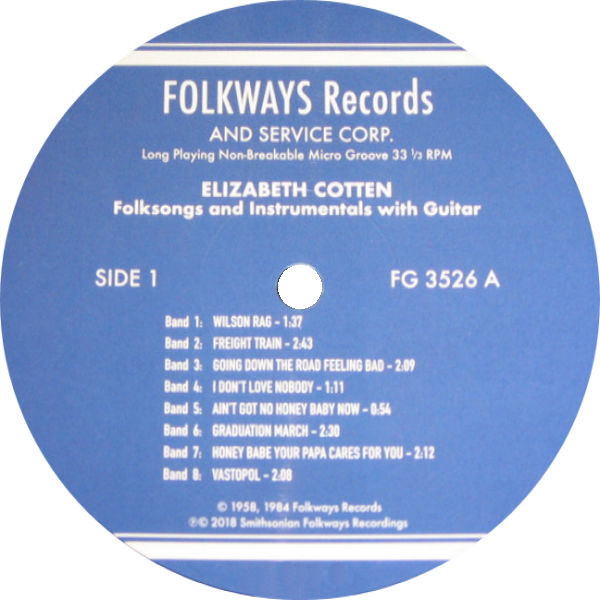 FOLKWAYS Records
AND SERVICE CORP.
Long Playing Non-Breakable Micro Groove 33 1/3 RPM
ELIZABETH COTTEN
Folksongs and Instrumentals with Guitar
SIDE 1 FG 3526 A
Band 1: WILSON RAG - 1:37
Band 2: FREIGHT TRAIN - 2:43
Band 3: GOING DOWN THE ROAD FEELING BAD - 2:09
Band 4: I DON'T LOVE NOBODY - 1:11
Band 5: AIN'T GOT NO HONEY BABY NOW - 0:54
Band 6: GRADUATION MARCH - 2:30
Band 7: HONEY BABE YOUR PAPA CARES FOR YOU - 2:12
Band 8: VASTOPOL - 2:08
© 1958, 1984 Folkways Records
℗© 2018 Smithsonian Folkways Recordings